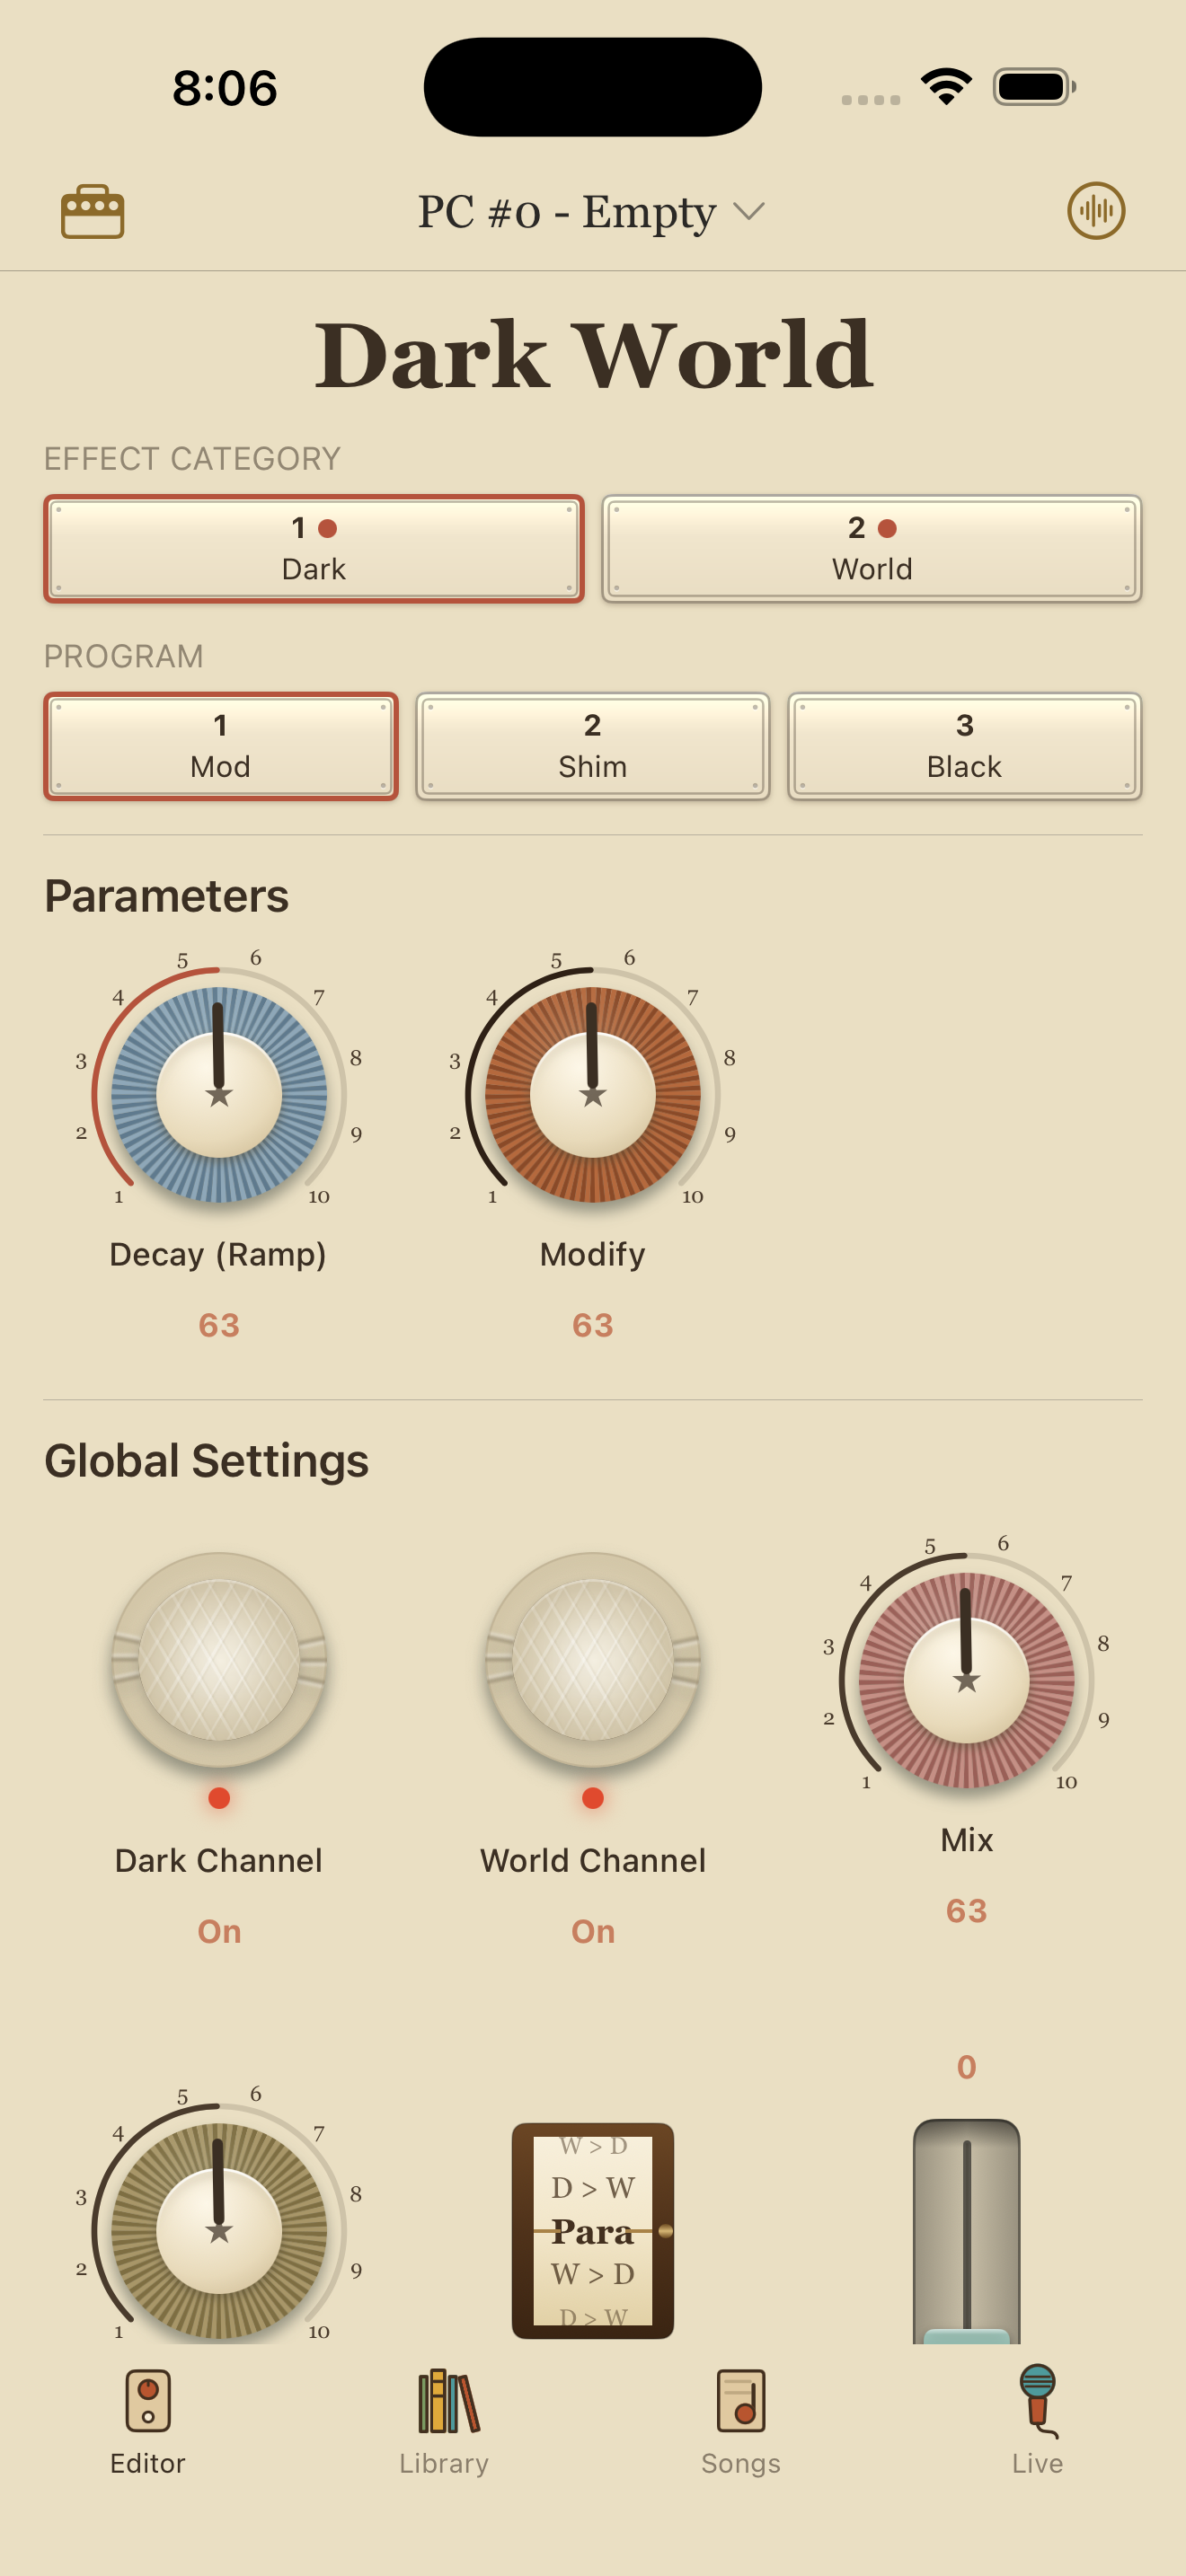 8:06
PC #0 - Empty
Dark World
EFFECT CATEGORY
1
Dark
2
World
PROGRAM
1
Mod
2
Shim
3
Black
Parameters
1 2 3 4 5 6 7 8 9 10
Decay (Ramp)
63
1 2 3 4 5 6 7 8 9 10
Modify
63
Global Settings
Dark Channel
On
World Channel
On
1 2 3 4 5 6 7 8 9 10
Mix
63
1 2 3 4 5 6 7 8 9 10
W > D
D > W
Para
W > D
D > W
0
Editor
Library
Songs
Live